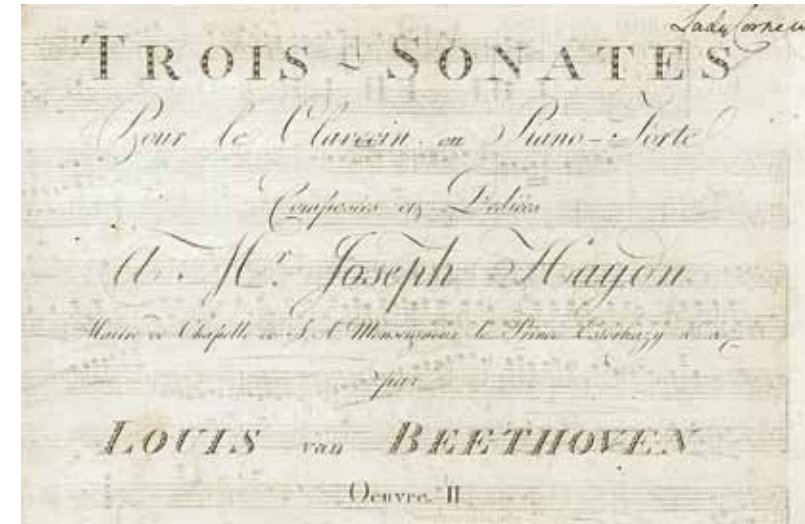 Lady
TROIS SONATES
Pour le Clavecin ou Piano-Forte
Composées et Dediées
A Mr. Joseph Haydn
Maitre de Chapelle de S. A. Monseigneur le Prince Esterhazy &c &c
par
LOUIS van BEETHOVEN
Oeuvre II